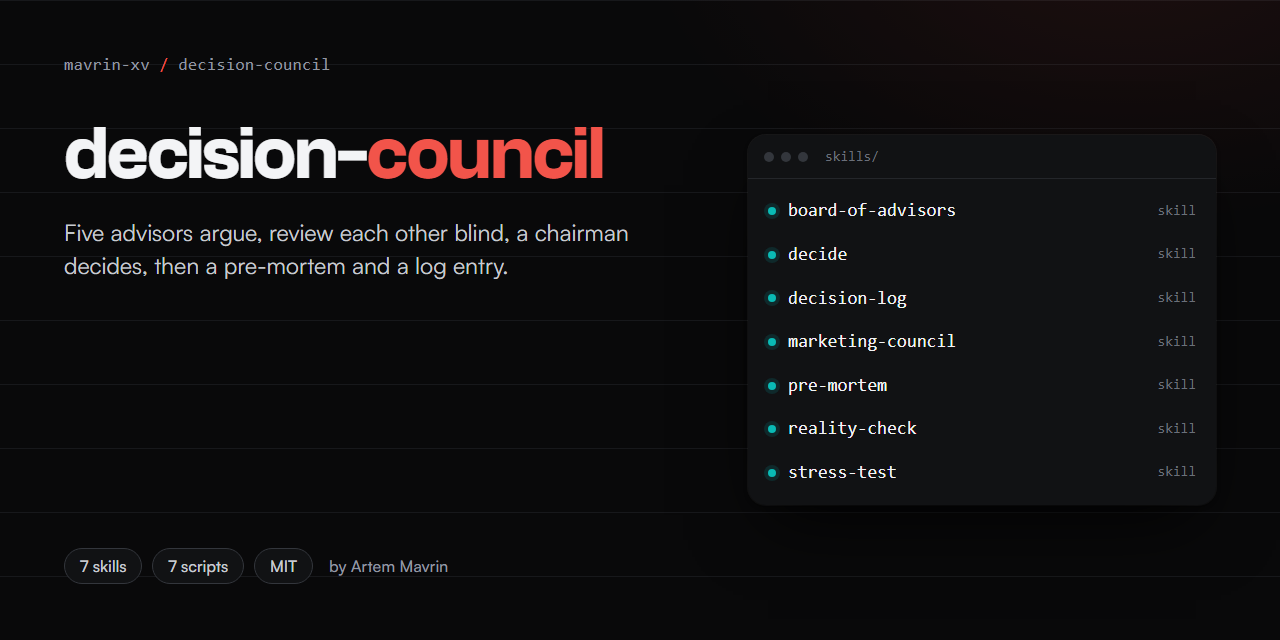 mavrin-xv / decision-council
decision-council
Five advisors argue, review each other blind, a chairman
decides, then a pre-mortem and a log entry.
skills/
board-of-advisors skill
decide skill
decision-log skill
marketing-council skill
pre-mortem skill
reality-check skill
stress-test skill
7 skills 7 scripts MIT by Artem Mavrin